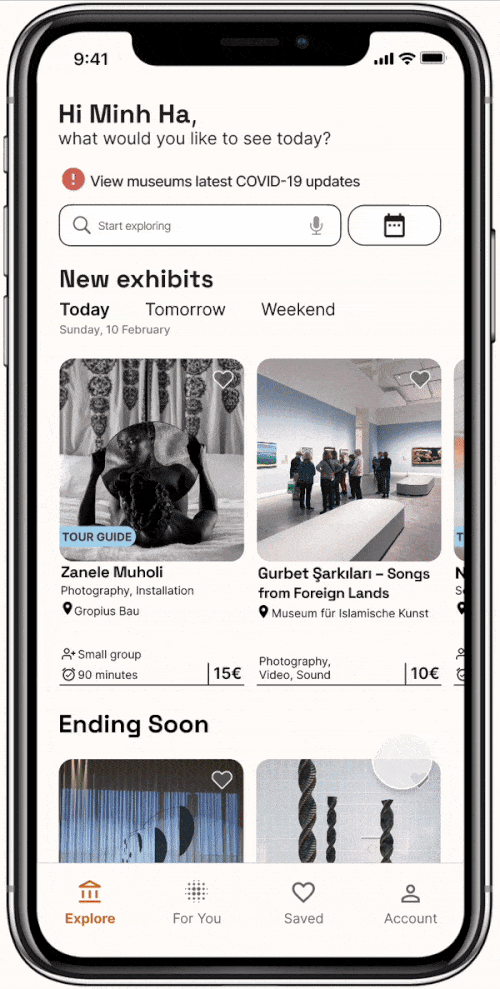 9:41
Hi Minh Ha,
what would you like to see today?
! View museums latest COVID-19 updates
Start exploring
New exhibits
Today Tomorrow Weekend
Sunday, 10 February
TOUR GUIDE
Zanele Muholi
Photography, Installation
Gropius Bau
Small group
90 minutes
15€
Gurbet Şarkıları – Songs
from Foreign Lands
Museum für Islamische Kunst
Photography,
Video, Sound
10€
T
N
Se
Ending Soon
Explore For You Saved Account